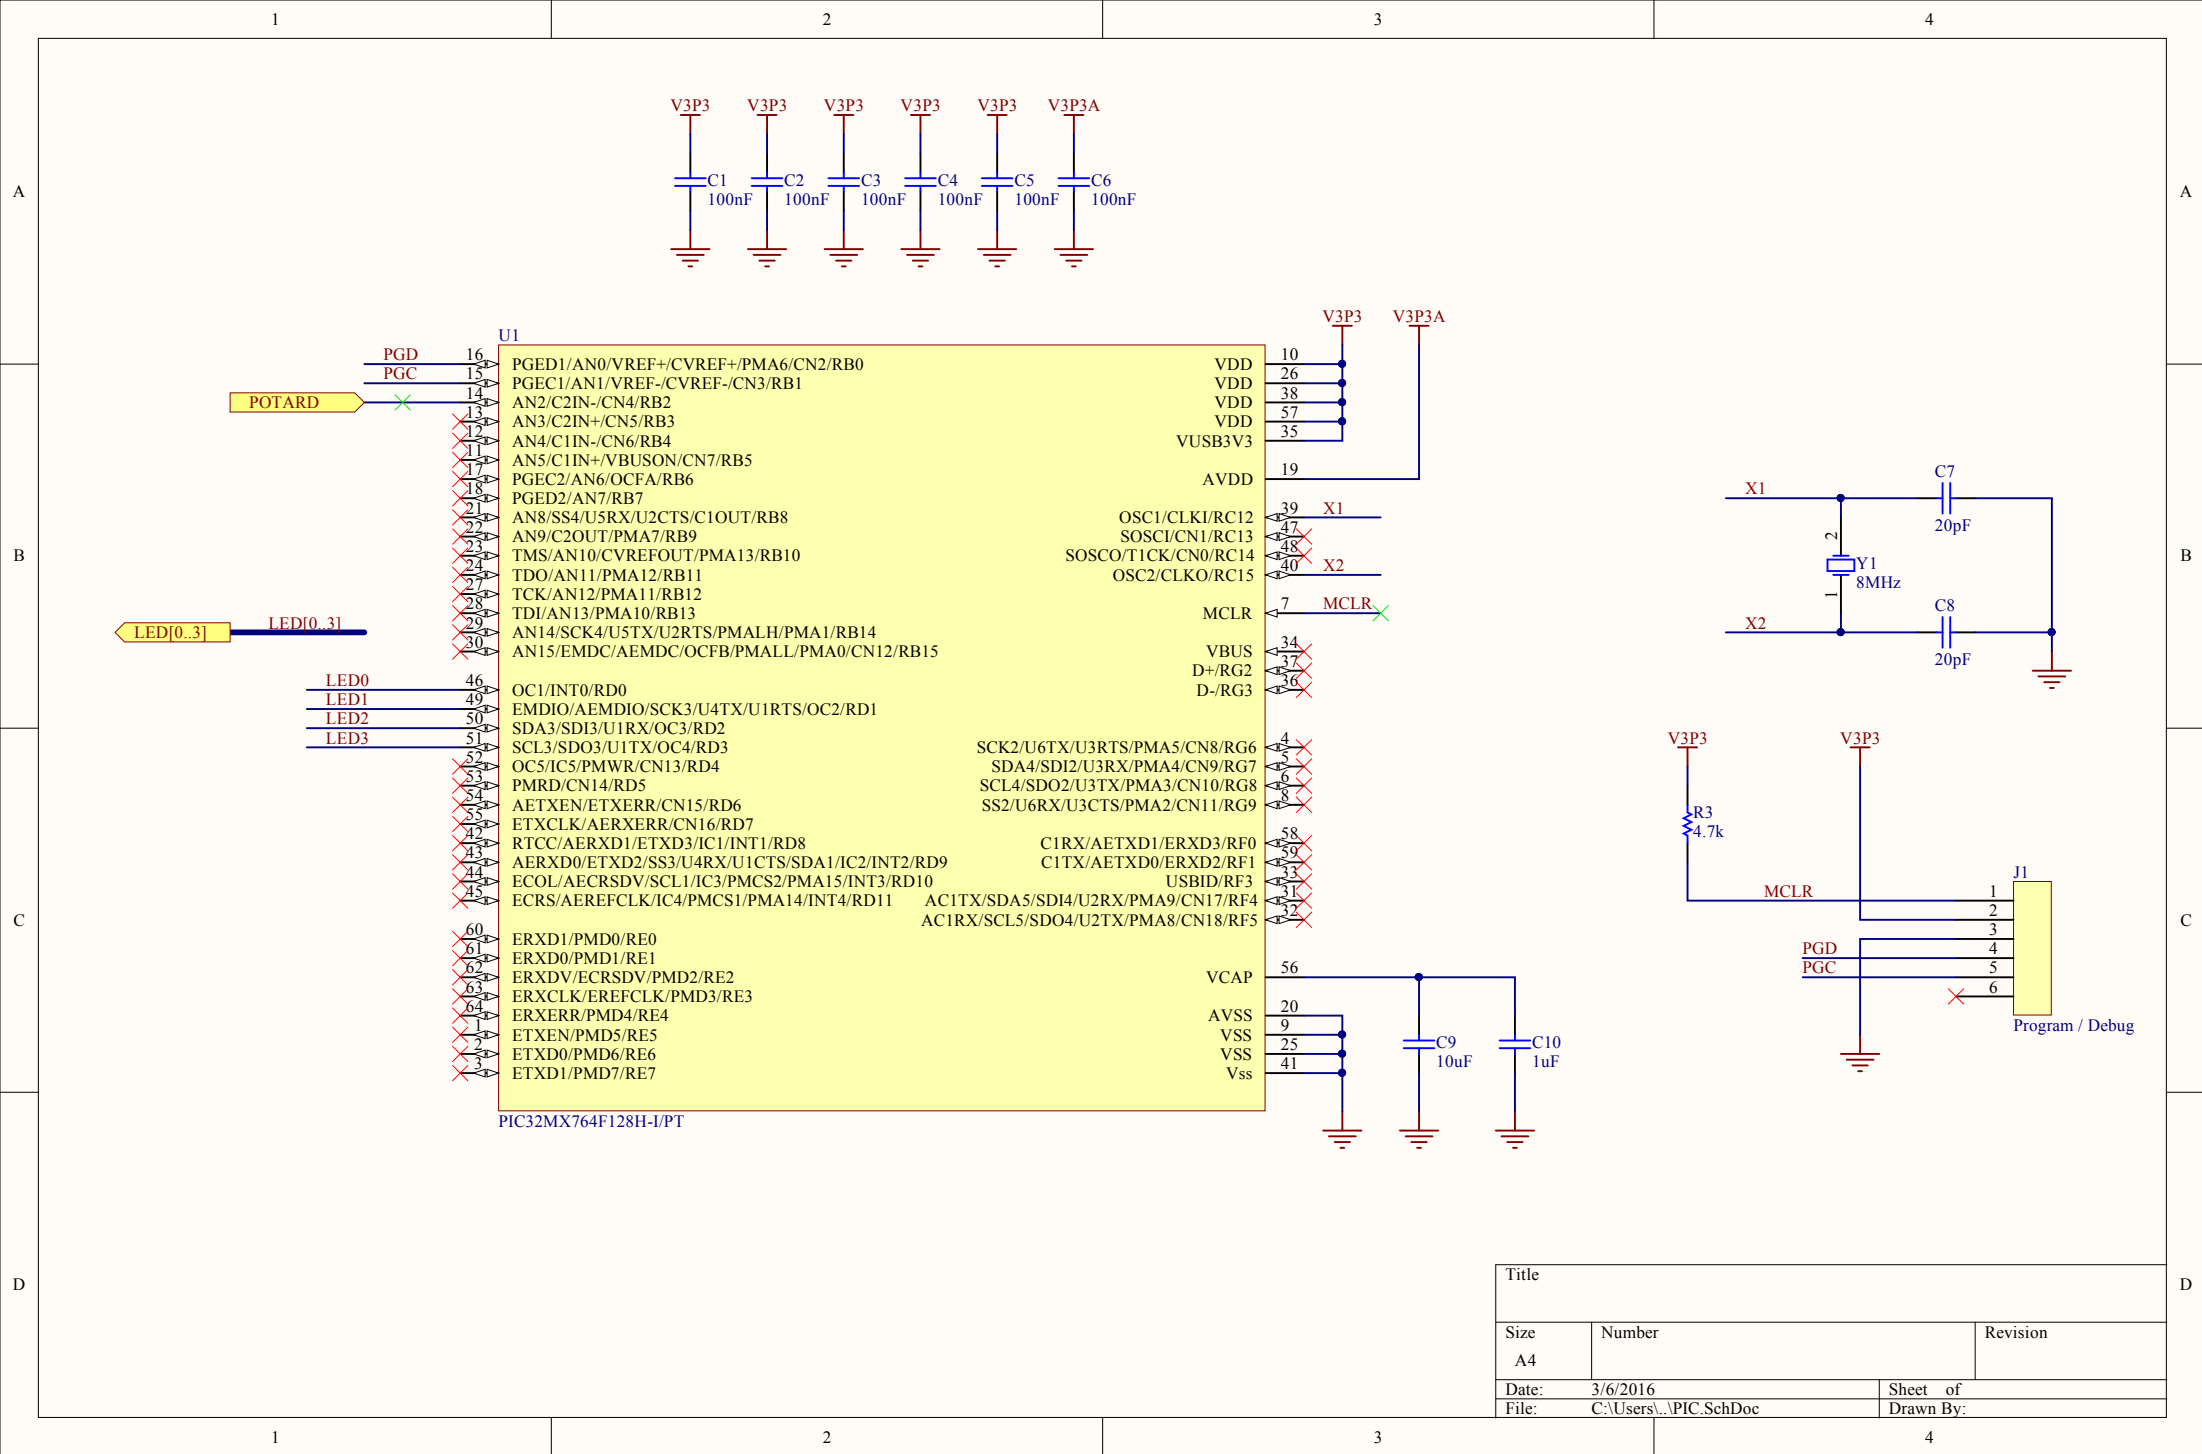 1 2 3 4
A A
B B
C C
D D
V3P3 V3P3 V3P3 V3P3 V3P3 V3P3A
C1 C2 C3 C4 C5 C6
100nF 100nF 100nF 100nF 100nF 100nF
V3P3 V3P3A
U1
PGD 16 PGED1/AN0/VREF+/CVREF+/PMA6/CN2/RB0
PGC 15 PGEC1/AN1/VREF-/CVREF-/CN3/RB1
POTARD 14 AN2/C2IN-/CN4/RB2
13 AN3/C2IN+/CN5/RB3
12 AN4/C1IN-/CN6/RB4
11 AN5/C1IN+/VBUSON/CN7/RB5
17 PGEC2/AN6/OCFA/RB6
18 PGED2/AN7/RB7
21 AN8/SS4/U5RX/U2CTS/C1OUT/RB8
22 AN9/C2OUT/PMA7/RB9
23 TMS/AN10/CVREFOUT/PMA13/RB10
24 TDO/AN11/PMA12/RB11
27 TCK/AN12/PMA11/RB12
28 TDI/AN13/PMA10/RB13
LED[0..3] LED[0..3]
29 AN14/SCK4/U5TX/U2RTS/PMALH/PMA1/RB14
30 AN15/EMDC/AEMDC/OCFB/PMALL/PMA0/CN12/RB15
LED0 46 OC1/INT0/RD0
LED1 49 EMDIO/AEMDIO/SCK3/U4TX/U1RTS/OC2/RD1
LED2 50 SDA3/SDI3/U1RX/OC3/RD2
LED3 51 SCL3/SDO3/U1TX/OC4/RD3
52 OC5/IC5/PMWR/CN13/RD4
53 PMRD/CN14/RD5
54 AETXEN/ETXERR/CN15/RD6
55 ETXCLK/AERXERR/CN16/RD7
42 RTCC/AERXD1/ETXD3/IC1/INT1/RD8
43 AERXD0/ETXD2/SS3/U4RX/U1CTS/SDA1/IC2/INT2/RD9
44 ECOL/AECRSDV/SCL1/IC3/PMCS2/PMA15/INT3/RD10
45 ECRS/AEREFCLK/IC4/PMCS1/PMA14/INT4/RD11
60 ERXD1/PMD0/RE0
61 ERXD0/PMD1/RE1
62 ERXDV/ECRSDV/PMD2/RE2
63 ERXCLK/EREFCLK/PMD3/RE3
64 ERXERR/PMD4/RE4
1 ETXEN/PMD5/RE5
2 ETXD0/PMD6/RE6
3 ETXD1/PMD7/RE7
PIC32MX764F128H-I/PT
VDD 10
VDD 26
VDD 38
VDD 57
VUSB3V3 35
AVDD 19
OSC1/CLKI/RC12 39 X1
SOSCI/CN1/RC13 47
SOSCO/T1CK/CN0/RC14 48
OSC2/CLKO/RC15 40 X2
MCLR 7 MCLR
VBUS 34
D+/RG2 37
D-/RG3 36
SCK2/U6TX/U3RTS/PMA5/CN8/RG6 4
SDA4/SDI2/U3RX/PMA4/CN9/RG7 5
SCL4/SDO2/U3TX/PMA3/CN10/RG8 6
SS2/U6RX/U3CTS/PMA2/CN11/RG9 8
C1RX/AETXD1/ERXD3/RF0 58
C1TX/AETXD0/ERXD2/RF1 59
USBID/RF3 33
AC1TX/SDA5/SDI4/U2RX/PMA9/CN17/RF4 31
AC1RX/SCL5/SDO4/U2TX/PMA8/CN18/RF5 32
VCAP 56
AVSS 20
VSS 9
VSS 25
Vss 41
C9
10uF
C10
1uF
C7
X1
20pF
2
Y1
8MHz
1
C8
X2
20pF
V3P3 V3P3
R3
4.7k
J1
MCLR 1
2
3
PGD 4
PGC 5
6
Program / Debug
Title
Size Number Revision
A4
Date: 3/6/2016 Sheet of
File: C:\Users\..\PIC.SchDoc Drawn By:
1 2 3 4